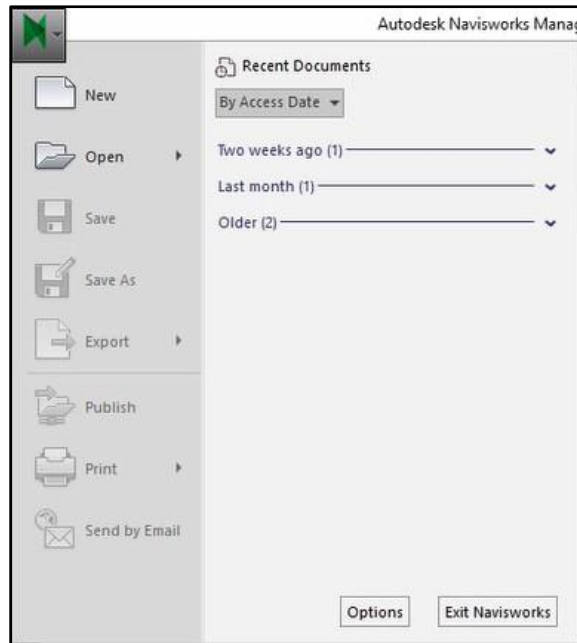 Autodesk Navisworks Manag
New
Open
Save
Save As
Export
Publish
Print
Send by Email
Recent Documents
By Access Date
Two weeks ago (1)
Last month (1)
Older (2)
Options
Exit Navisworks